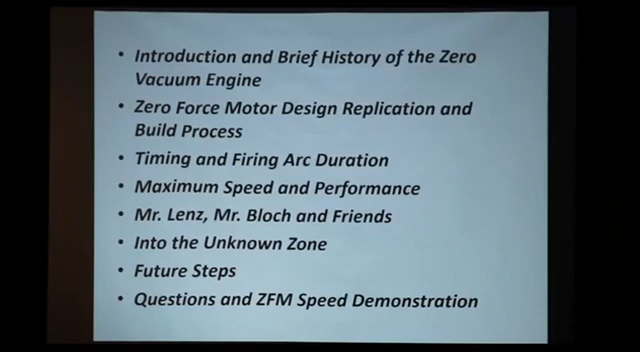 • Introduction and Brief History of the Zero
Vacuum Engine
• Zero Force Motor Design Replication and
Build Process
• Timing and Firing Arc Duration
• Maximum Speed and Performance
• Mr. Lenz, Mr. Bloch and Friends
• Into the Unknown Zone
• Future Steps
• Questions and ZFM Speed Demonstration